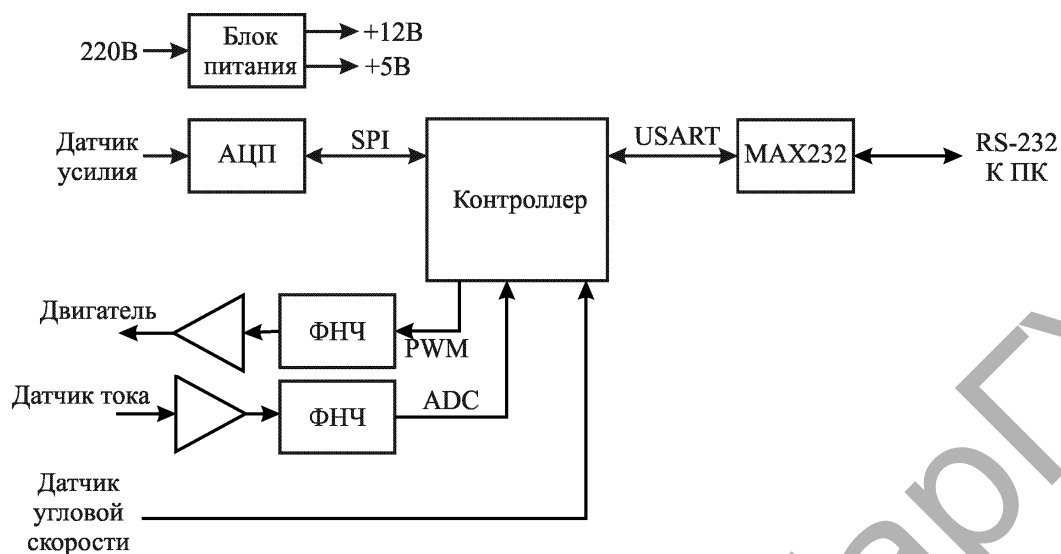 220В
Блок
питания
+12В
+5В
Датчик
усилия
АЦП
SPI
Контроллер
USART
MAX232
RS-232
К ПК
Двигатель
ФНЧ
PWM
Датчик тока
ФНЧ
ADC
Датчик
угловой
скорости